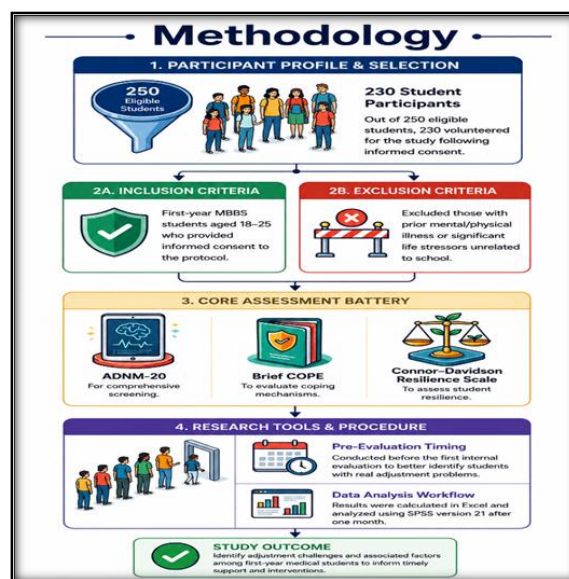 Methodology
1. PARTICIPANT PROFILE & SELECTION
250
Eligible
Students
230 Student
Participants
Out of 250 eligible
students, 230 volunteered
for the study following
informed consent.
2A. INCLUSION CRITERIA
First-year MBBS
students aged 18–25
who provided
informed consent to
the protocol.
2B. EXCLUSION CRITERIA
Excluded those with
prior mental/physical
illness or significant
life stressors unrelated
to school.
3. CORE ASSESSMENT BATTERY
ADNM-20
For comprehensive
screening.
Brief COPE
To evaluate coping
mechanisms.
Connor–Davidson
Resilience Scale
To assess student
resilience.
4. RESEARCH TOOLS & PROCEDURE
Pre-Evaluation Timing
Conducted before the first internal
evaluation to better identify students
with real adjustment problems.
Data Analysis Workflow
Results were calculated in Excel and
analyzed using SPSS version 21 after
one month.
STUDY OUTCOME
Identify adjustment challenges and associated factors
among first-year medical students to inform timely
support and interventions.